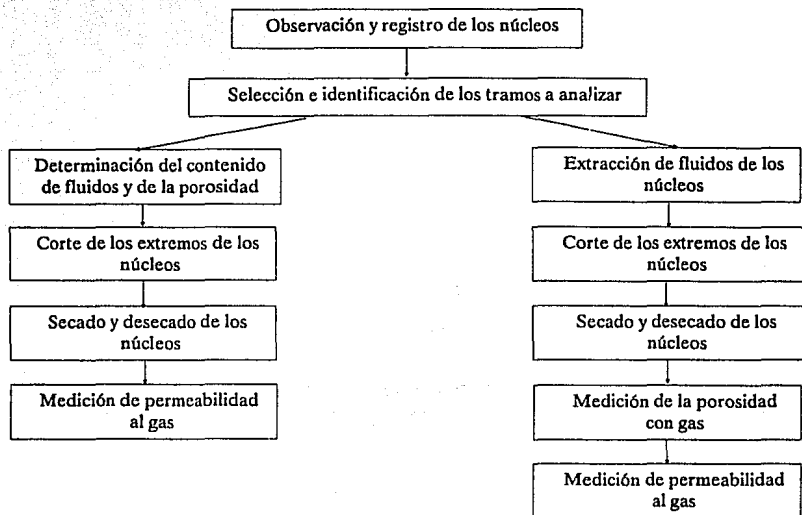 Observación y registro de los núcleos
Selección e identificación de los tramos a analizar
Determinación del contenido
de fluidos y de la porosidad
Corte de los extremos de los
núcleos
Secado y desecado de los
núcleos
Medición de permeabilidad
al gas
Extracción de fluidos de los
núcleos
Corte de los extremos de los
núcleos
Secado y desecado de los
núcleos
Medición de la porosidad
con gas
Medición de permeabilidad
al gas